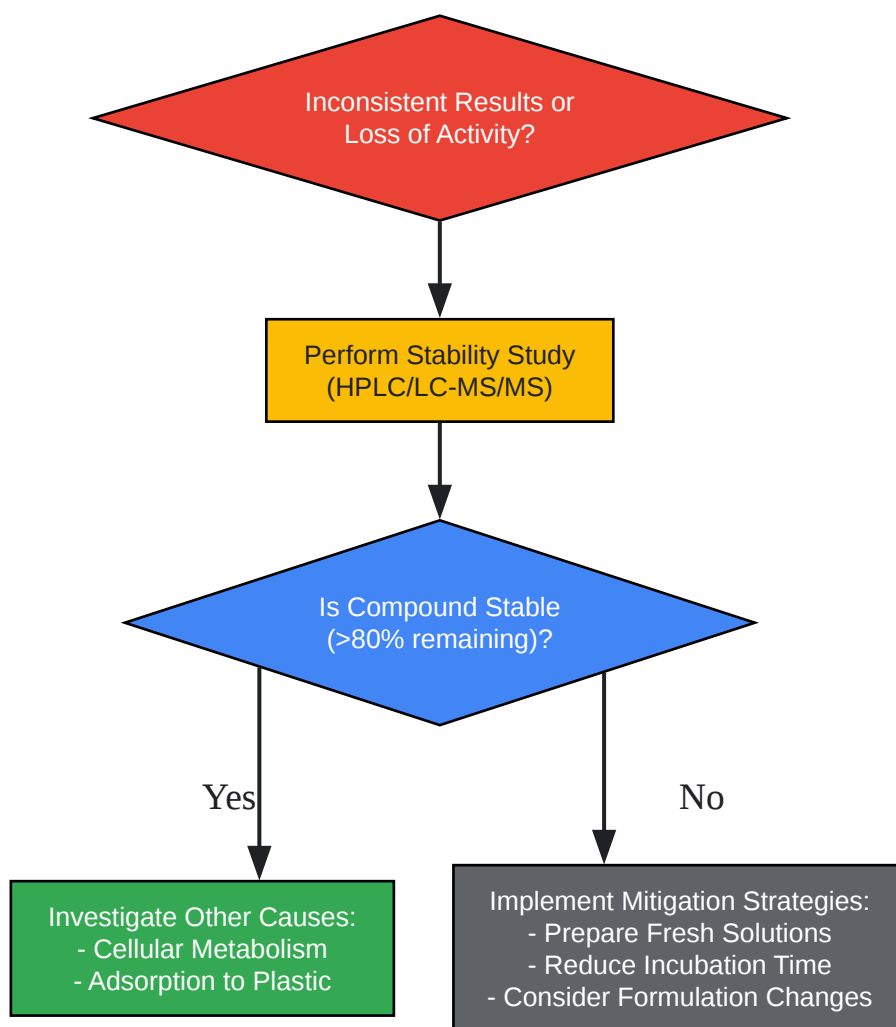 Inconsistent Results or
Loss of Activity?
Perform Stability Study
(HPLC/LC-MS/MS)
Is Compound Stable
(>80% remaining)?
Yes
No
Investigate Other Causes:
- Cellular Metabolism
- Adsorption to Plastic
Implement Mitigation Strategies:
- Prepare Fresh Solutions
- Reduce Incubation Time
- Consider Formulation Changes